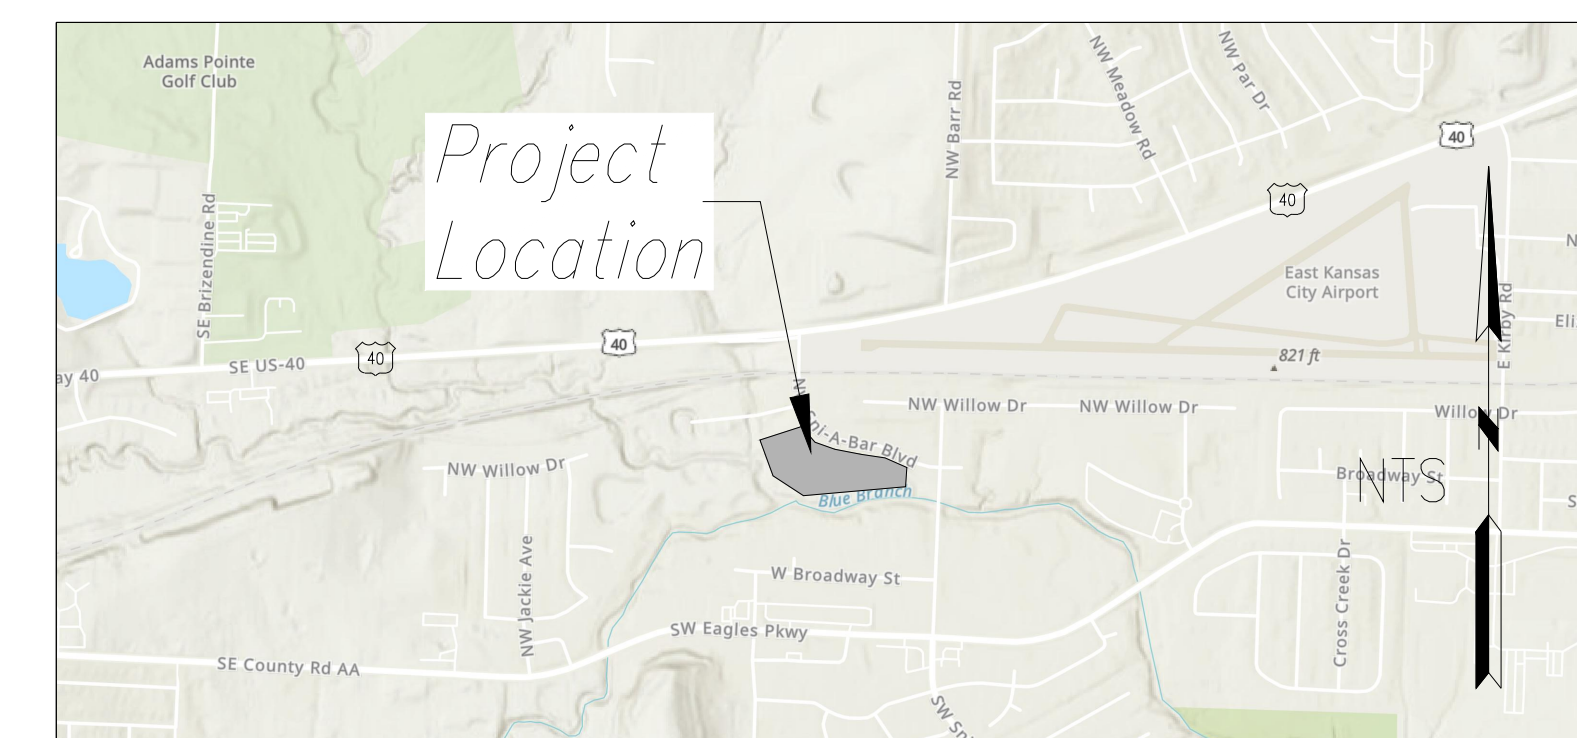 Adams Pointe
Golf Club
NW Meadow Rd
NW Par Dr
NW Barr Rd
40
Project
Location
40
SE Brizendine Rd
East Kansas
City Airport
E Kirby Rd
Eli
40
40
821 ft
SE US-40
ay 40
NW Willow Dr
NW Willow Dr
Willow Dr
N
-A-Bar Blvd
NW Willow Dr
Broadway St
NTS
Blue Branch
NW Jackie Ave
W Broadway St
Cross Creek Dr
SW Eagles Pkwy
SE County Rd AA
SW